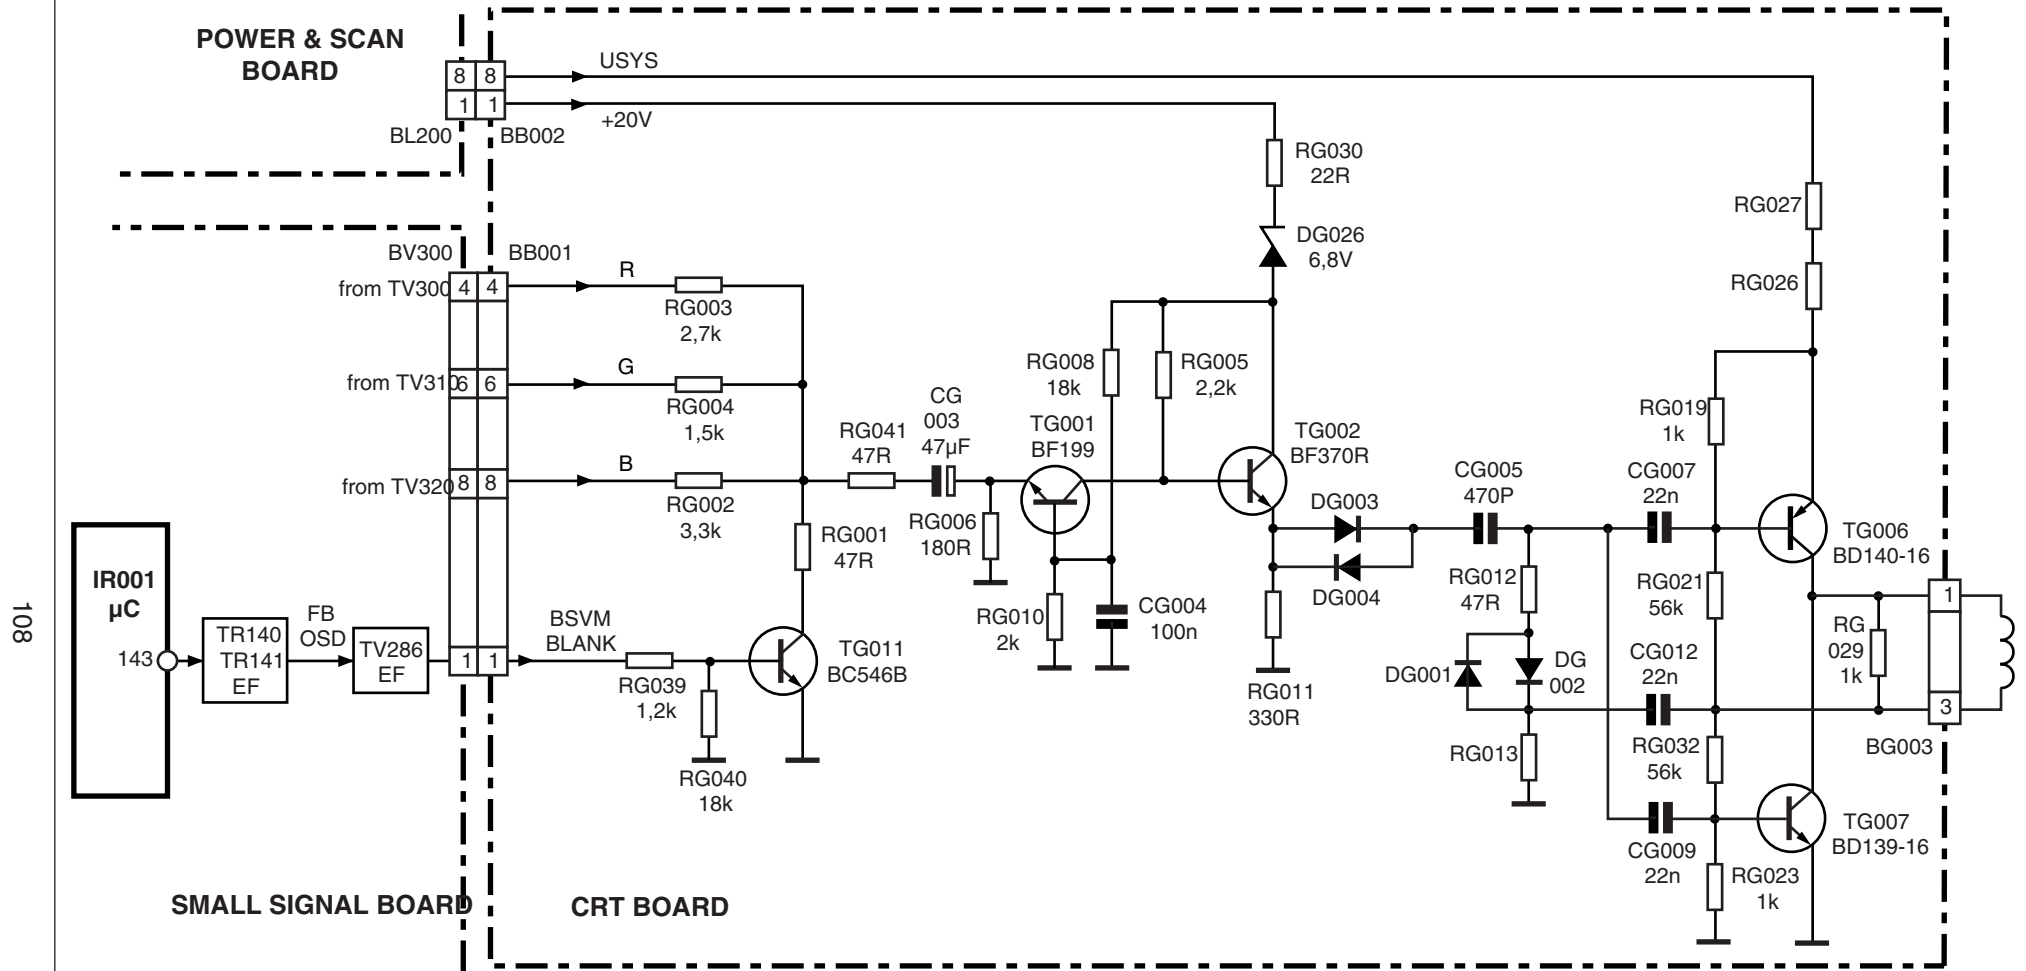 POWER & SCAN
BOARD
8 8
1 1
USYS
+20V
BL200
BB002
RG030
22R
DG026
6,8V
RG027
RG026
BV300
BB001
from TV300
4 4
R
RG003
2,7k
from TV310
6 6
G
RG004
1,5k
from TV320
8 8
B
RG002
3,3k
RG041
47R
CG
003
47µF
RG001
47R
RG006
180R
RG008
18k
RG005
2,2k
TG001
BF199
TG002
BF370R
RG010
2k
CG004
100n
DG003
DG004
RG011
330R
CG005
470P
CG007
22n
RG019
1k
TG006
BD140-16
RG012
47R
RG021
56k
DG001
DG
002
CG012
22n
RG
029
1k
1
3
BG003
RG013
RG032
56k
CG009
22n
TG007
BD139-16
RG023
1k
IR001
µC
143
TR140
TR141
EF
FB
OSD
TV286
EF
1 1
BSVM
BLANK
RG039
1,2k
RG040
18k
TG011
BC546B
108
SMALL SIGNAL BOARD
CRT BOARD